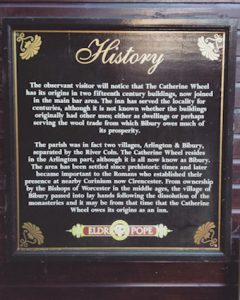 History
The observant visitor will notice that The Catherine Wheel
has its origins in two fifteenth century buildings, now joined
in the main bar area. The inn has served the locality for
centuries, although it is not known whether the buildings
originally had other uses; either as dwellings or perhaps
serving the wool trade from which Bibury owes much of
its prosperity.
The parish was in fact two villages, Arlington & Bibury,
separated by the River Coln. The Catherine Wheel resides
in the Arlington part, although it is all now know as Bibury.
The area has been settled since prehistoric times and later
became important to the Romans who established their
presence at nearby Corinium now Cirencester. From ownership
by the Bishops of Worcester in the middle ages, the village of
Bibury passed into lay hands following the dissolution of the
monasteries and it may be from that time that the Catherine
Wheel owes its origins as an inn.
ELDRIDGE POPE